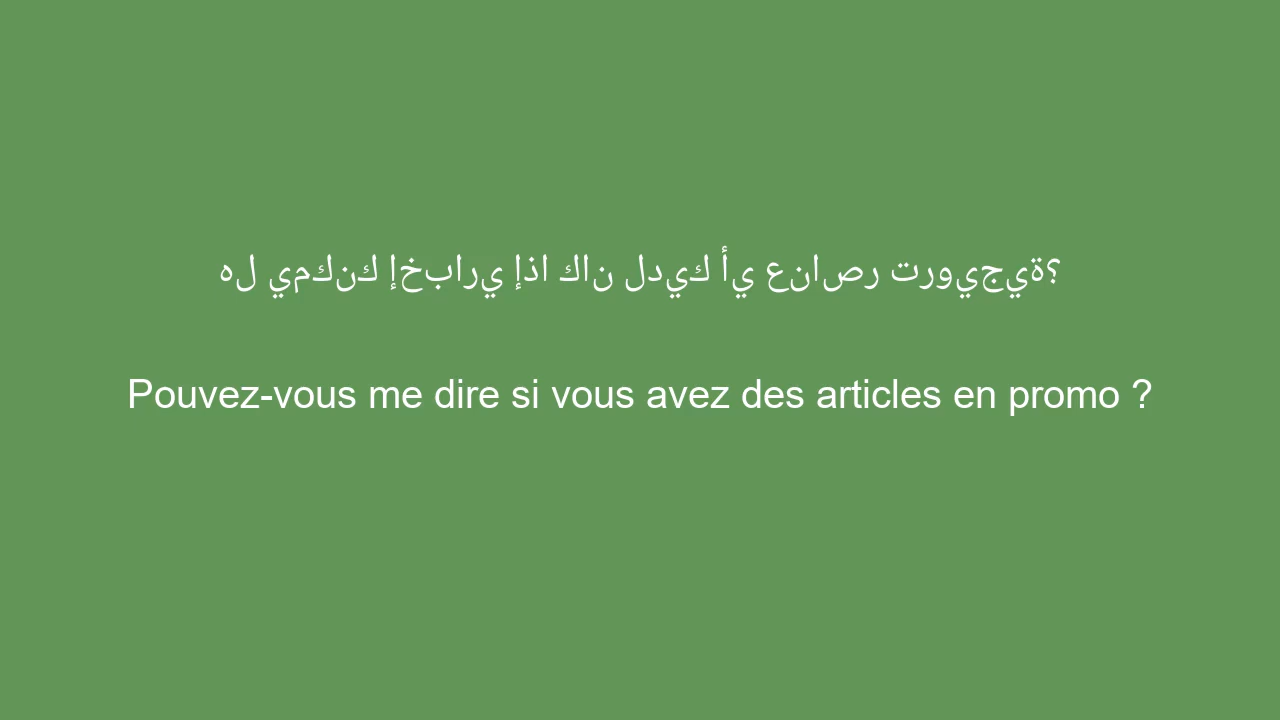 هل يمكنك إخباري إذا كان لديك أي عناصر ترويجية؟
Pouvez-vous me dire si vous avez des articles en promo ?